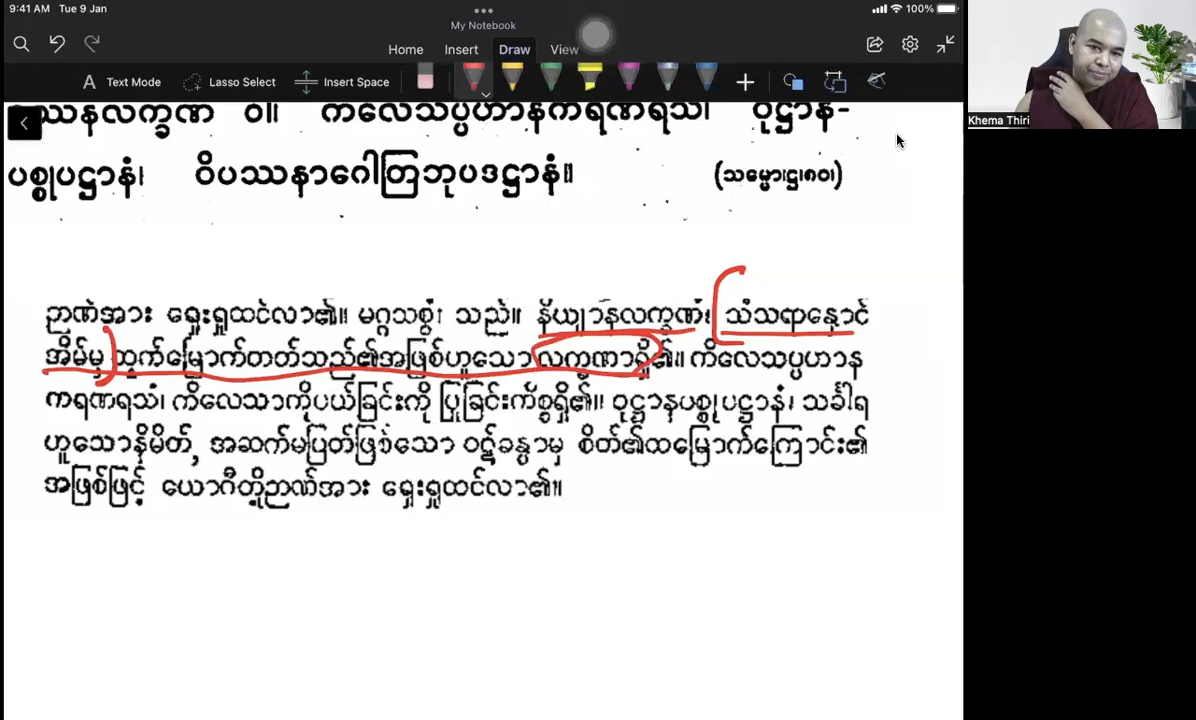 9:41 AM Tue 9 Jan
100%
My Notebook
Home Insert Draw View
Text Mode Lasso Select Insert Space
Khema Thiri
ဿနလက္ခဏာ ဝါ။ ကိလေသပ္ပဟာနကရဏရသာ၊ ဝုဋ္ဌာန-
ပစ္စုပဋ္ဌာနံ၊ ဝိပဿနာဂေါတြဘုပဒဋ္ဌာနံ။ (သမ္မော၊ဋ္ဌ၊၈၀၊)
ဉာဏ်အား ရှေးရှုထင်လာ၏။ မဂ္ဂသစ္စံ၊ သည်။ နိယျာနလက္ခဏံ၊ သံသရာနှောင်
အိမ်မှ ထွက်မြောက်တတ်သည်၏အဖြစ်ဟူသော လက္ခဏာရှိ၏။ ကိလေသပ္ပဟာန
ကရဏရသံ၊ ကိလေသာကိုပယ်ခြင်းကို ပြုခြင်းကိစ္စရှိ၏။ ဝုဋ္ဌာနပစ္စုပဋ္ဌာနံ၊ သင်္ခါရ
ဟူသောနိမိတ်, အဆက်မပြတ်ဖြစ်သော ဝဋ်ခန္ဓာမှ စိတ်၏ထမြောက်ကြောင်း၏
အဖြစ်ဖြင့် ယောဂီတို့ဉာဏ်အား ရှေးရှုထင်လာ၏။